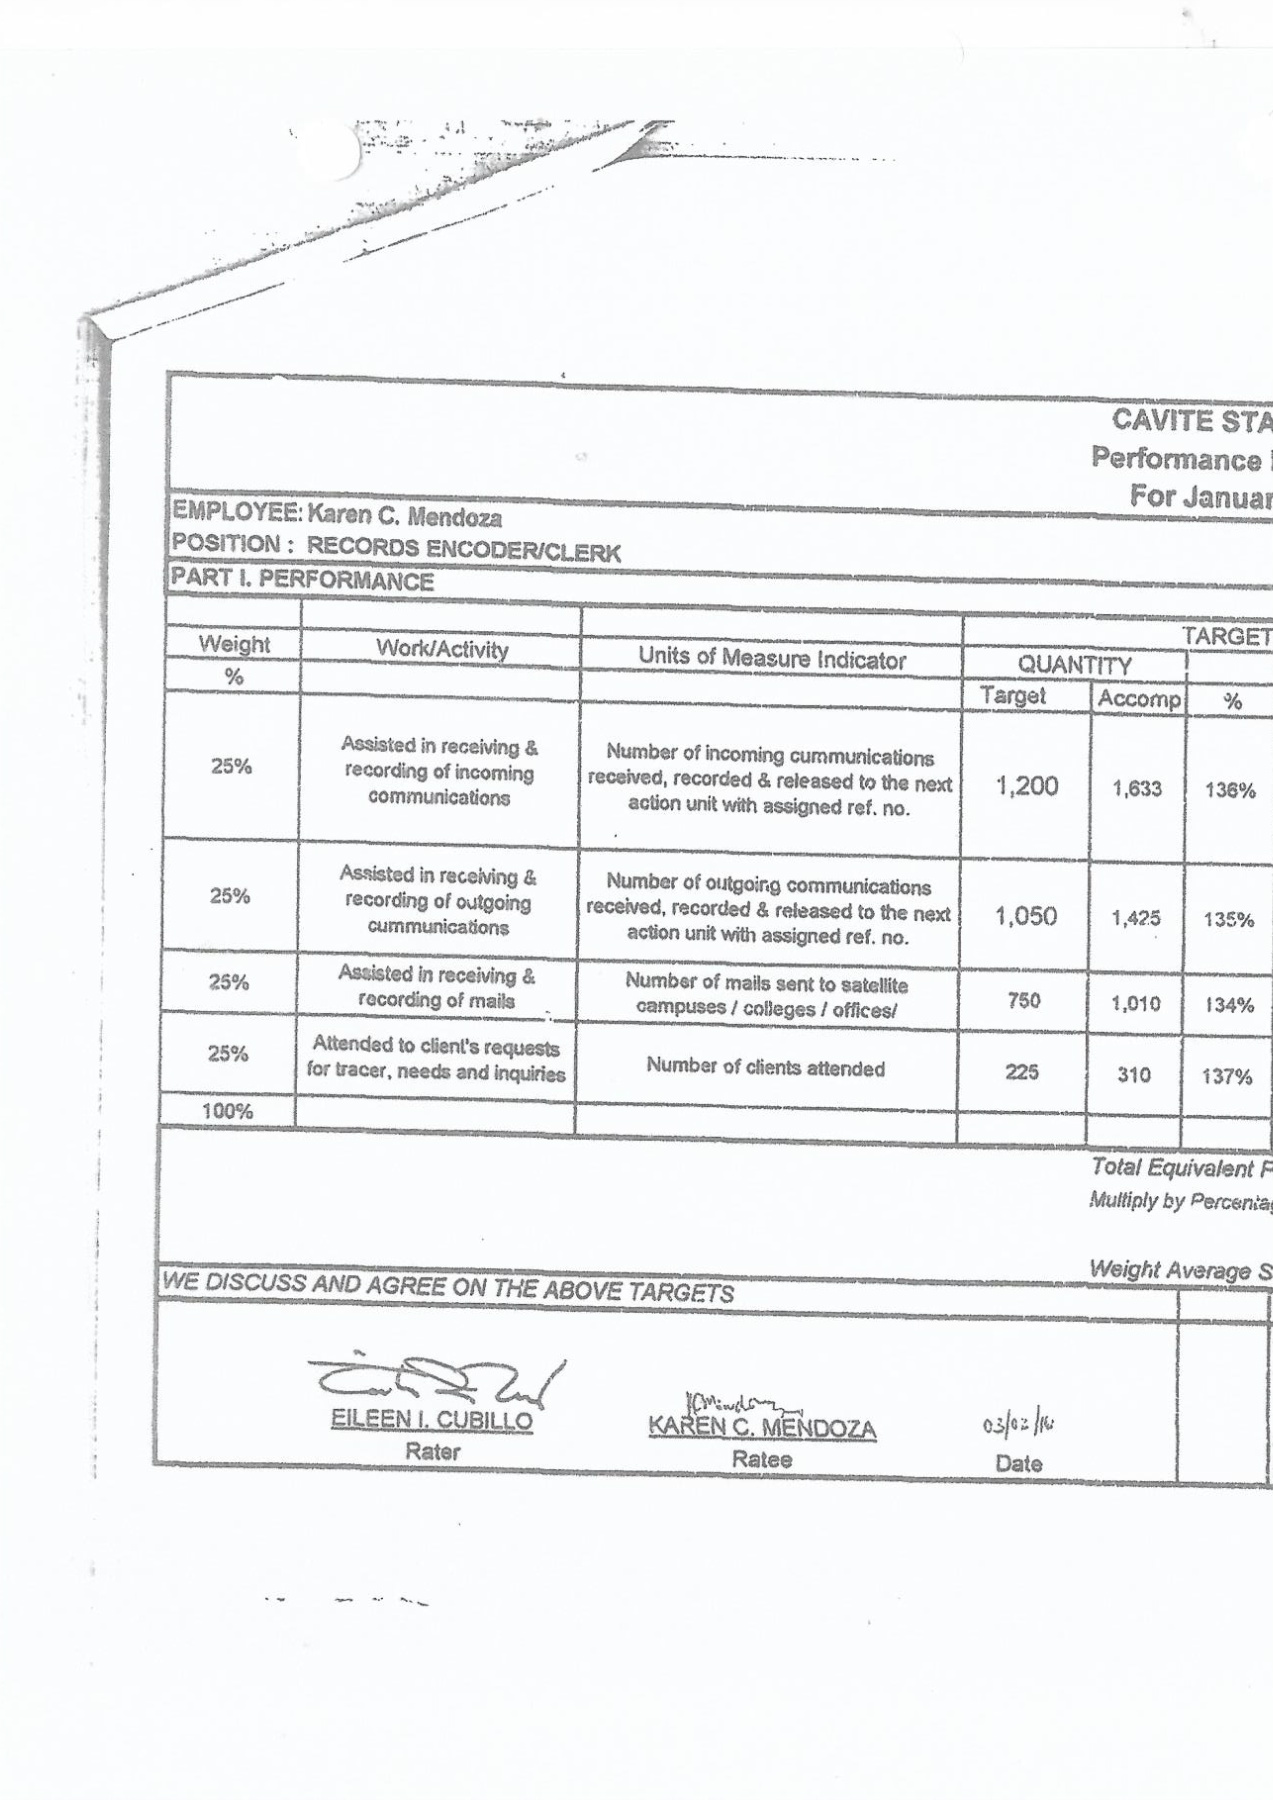 CAVITE STA
Performance
For Januar
EMPLOYEE: Karen C. Mendoza
POSITION : RECORDS ENCODER/CLERK
PART I. PERFORMANCE
TARGET
Weight Work/Activity Units of Measure Indicator QUANTITY
% Target Accomp %
Assisted in receiving &
recording of incoming
communications
Number of incoming cummunications
received, recorded & released to the next
action unit with assigned ref. no.
25% 1,200 1,633 136%
Assisted in receiving &
recording of outgoing
cummunications
Number of outgoing communications
received, recorded & released to the next
action unit with assigned ref. no.
25% 1,050 1,425 135%
Assisted in receiving &
recording of mails
Number of mails sent to satellite
campuses / colleges / offices/
25% 750 1,010 134%
Attended to client's requests
for tracer, needs and inquiries
Number of clients attended
25% 225 310 137%
100%
Total Equivalent P
Multiply by Percentag
Weight Average S
WE DISCUSS AND AGREE ON THE ABOVE TARGETS
EILEEN I. CUBILLO KAREN C. MENDOZA 03/02/16
Rater Ratee Date